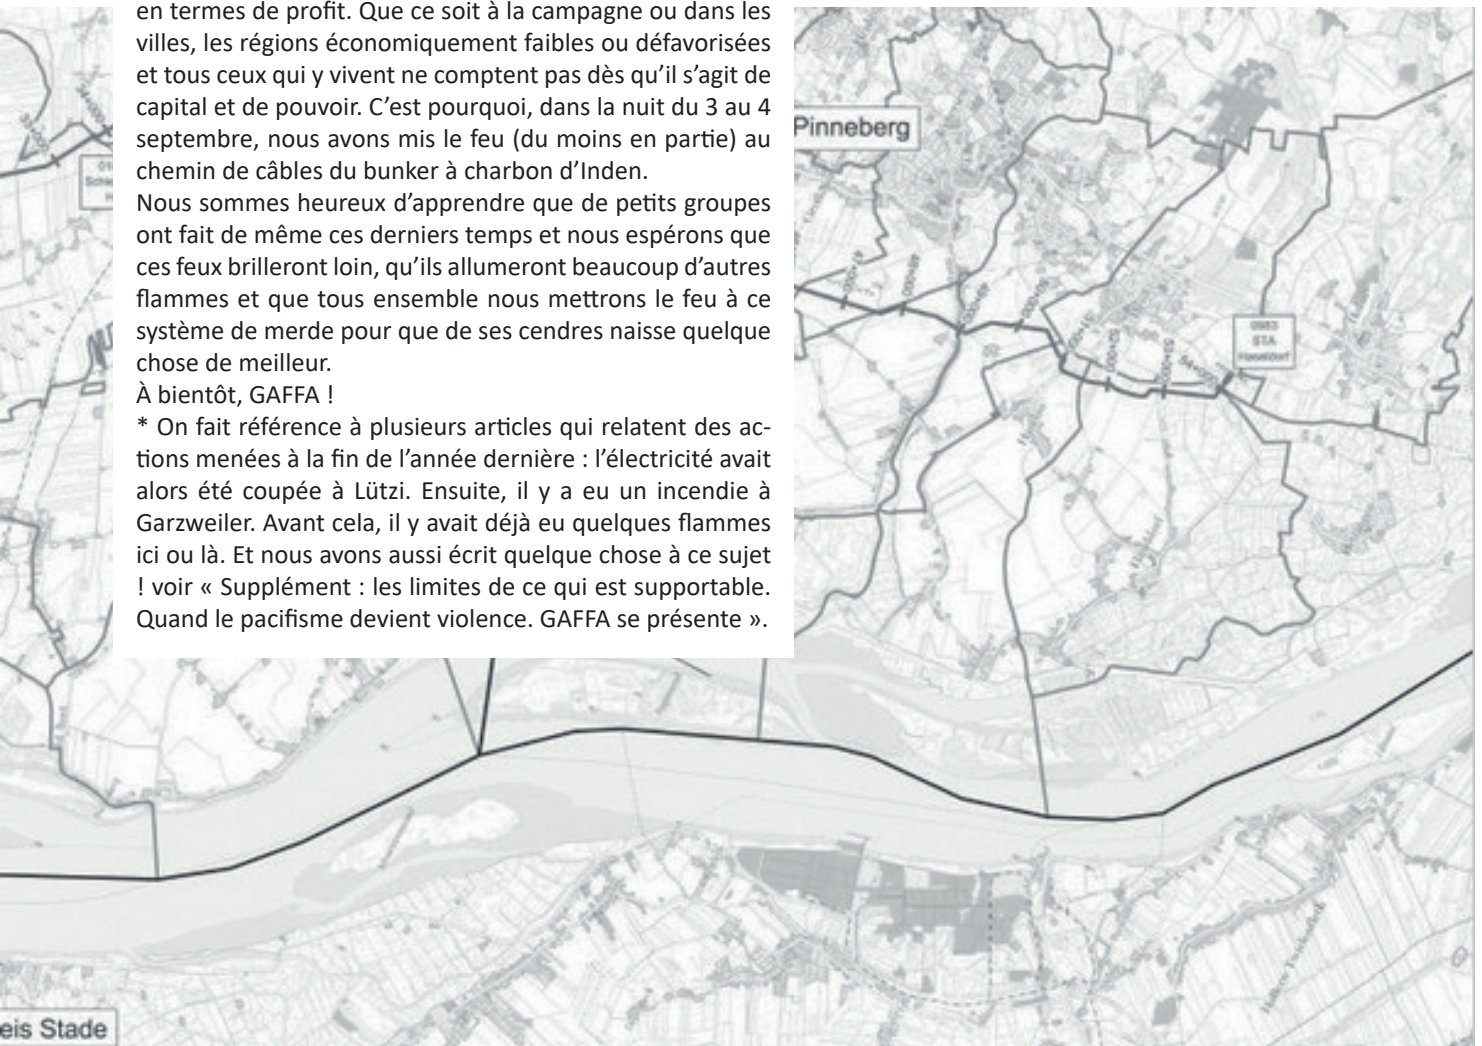 en termes de profit. Que ce soit à la campagne ou dans les
villes, les régions économiquement faibles ou défavorisées
et tous ceux qui y vivent ne comptent pas dès qu’il s’agit de
capital et de pouvoir. C’est pourquoi, dans la nuit du 3 au 4
septembre, nous avons mis le feu (du moins en partie) au
chemin de câbles du bunker à charbon d’Inden.
Nous sommes heureux d’apprendre que de petits groupes
ont fait de même ces derniers temps et nous espérons que
ces feux brilleront loin, qu’ils allumeront beaucoup d’autres
flammes et que tous ensemble nous mettrons le feu à ce
système de merde pour que de ses cendres naisse quelque
chose de meilleur.
À bientôt, GAFFA !
* On fait référence à plusieurs articles qui relatent des ac-
tions menées à la fin de l’année dernière : l’électricité avait
alors été coupée à Lützi. Ensuite, il y a eu un incendie à
Garzweiler. Avant cela, il y avait déjà eu quelques flammes
ici ou là. Et nous avons aussi écrit quelque chose à ce sujet
! voir « Supplément : les limites de ce qui est supportable.
Quand le pacifisme devient violence. GAFFA se présente ».
Pinneberg
STA
Haseldorf
53+000
54+000
eis Stade